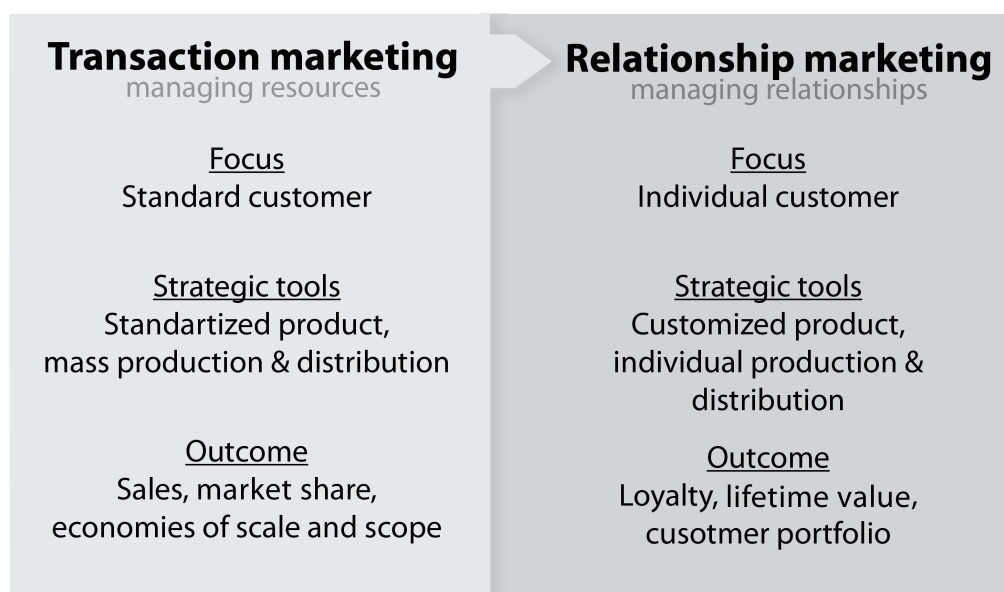 Transaction marketing
managing resources
Focus
Standard customer
Strategic tools
Standartized product,
mass production & distribution
Outcome
Sales, market share,
economies of scale and scope
Relationship marketing
managing relationships
Focus
Individual customer
Strategic tools
Customized product,
individual production &
distribution
Outcome
Loyalty, lifetime value,
cusotmer portfolio